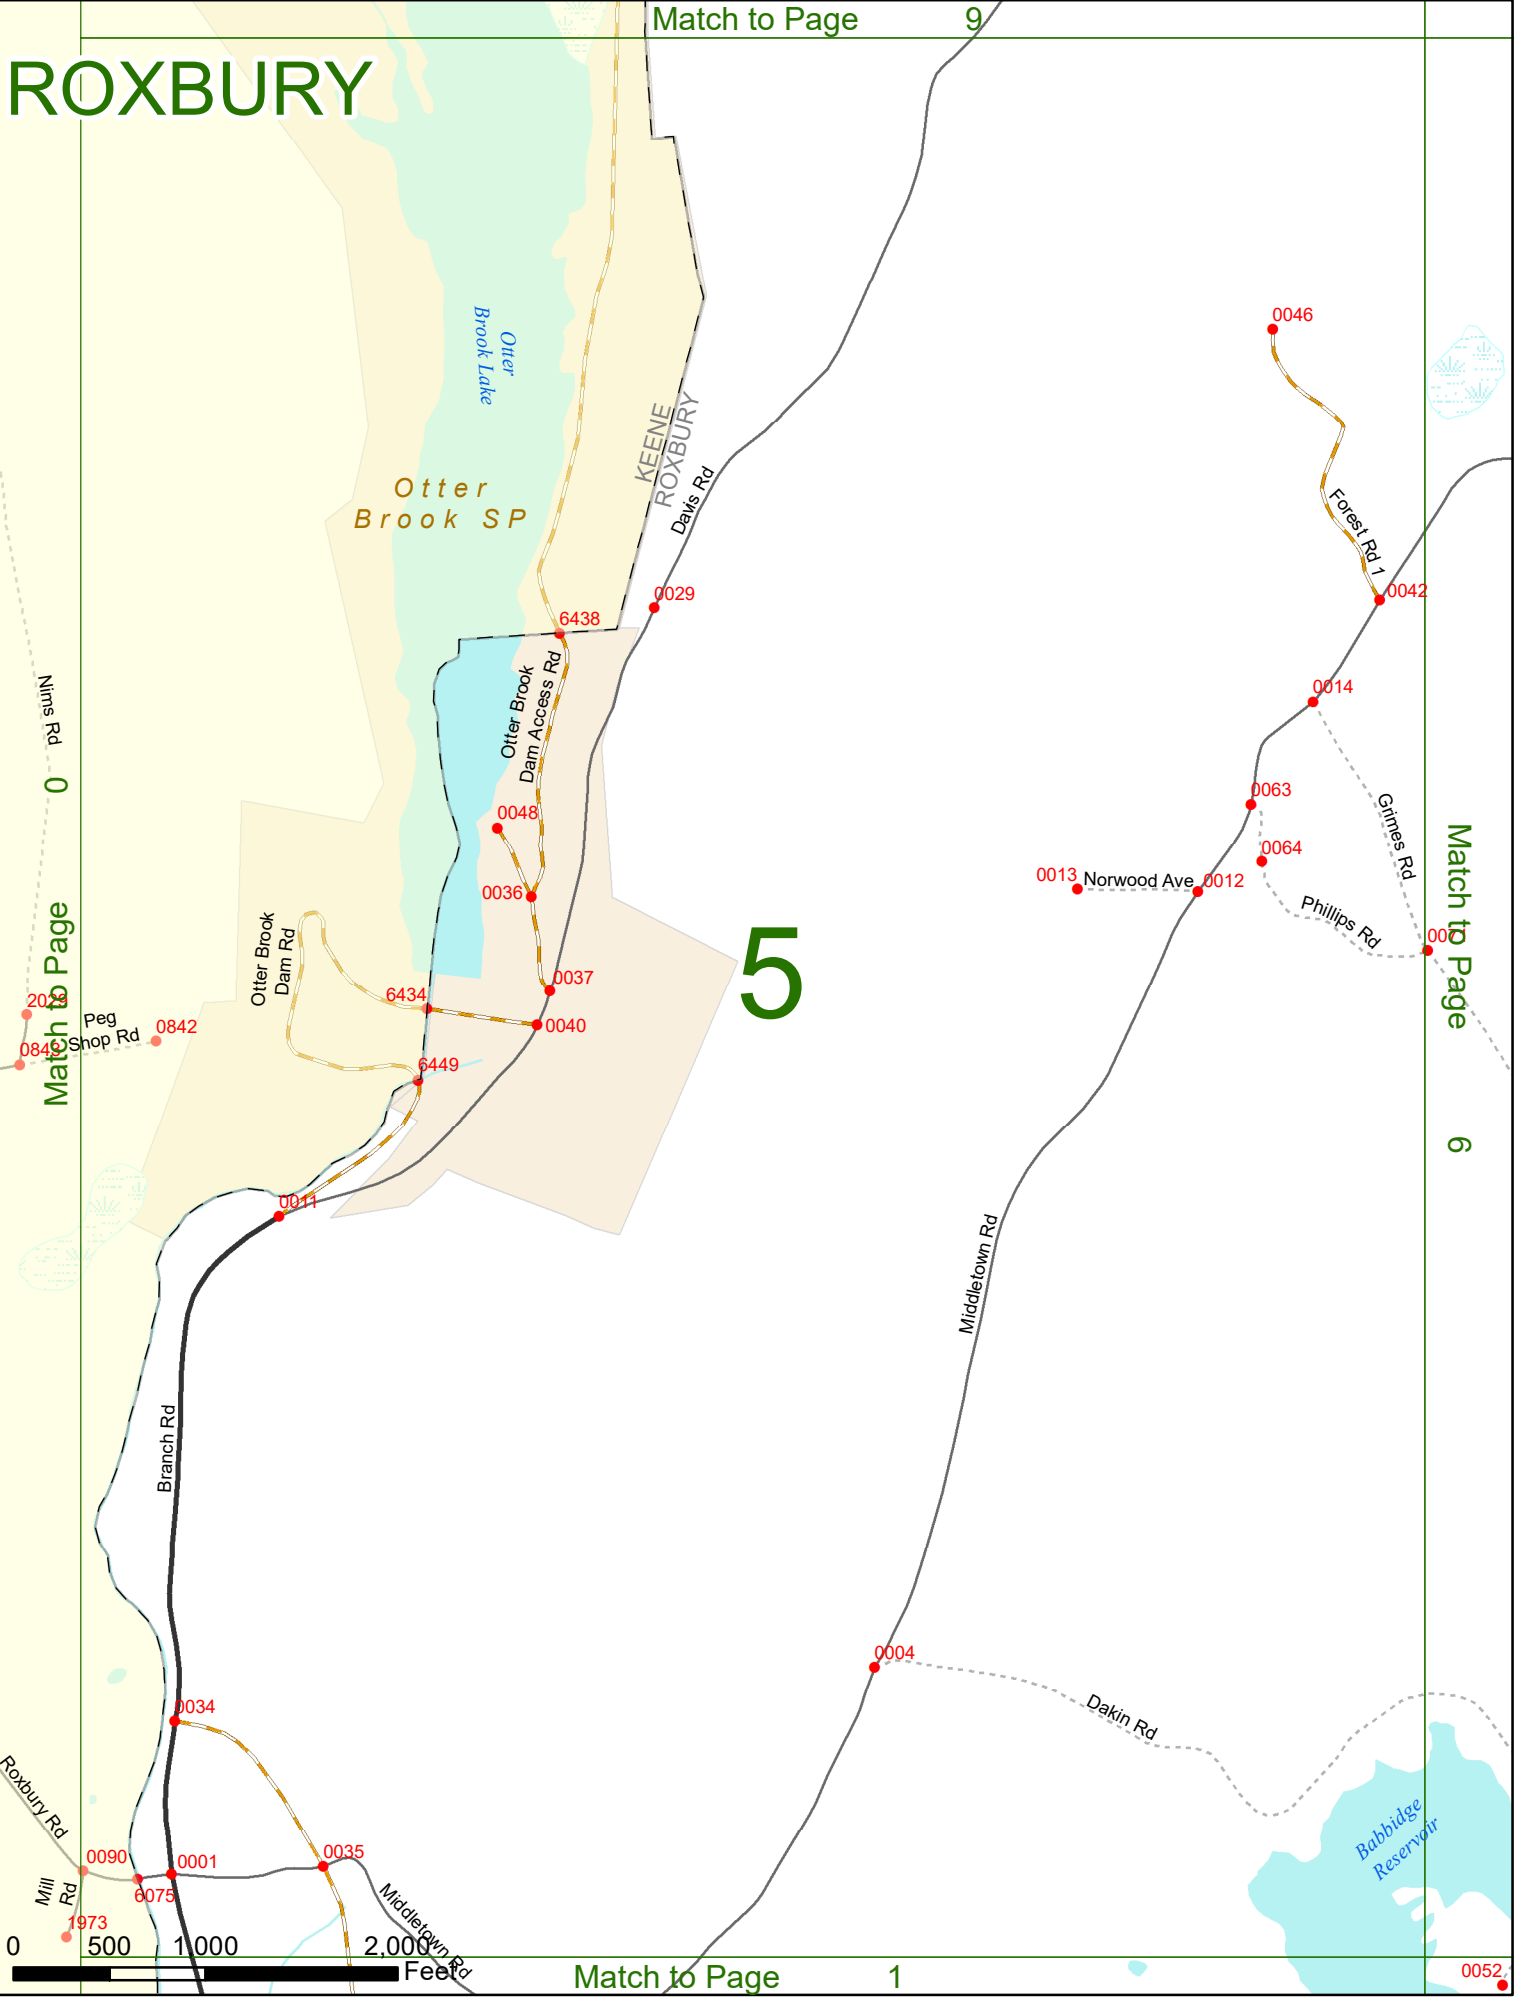 Match to Page 9
ROXBURY
0046
Otter
Brook Lake
KEENE
ROXBURY
Otter
Brook SP
Davis Rd
Forest Rd 1
0029
0042
6438
Nims Rd
Otter Brook
Dam Access Rd
0014
Match to Page 0
0063
Grimes Rd
0048
0064
0013
Norwood Ave
0012
0036
Phillips Rd
Match to Page 6
Otter Brook
Dam Rd
5
0037
6434
0040
2029
Peg
Shop Rd
0842
0843
6449
0011
Middletown Rd
Branch Rd
0004
Dakin Rd
0034
Roxbury Rd
Babbidge
Reservoir
0090
0001
0035
6075
Mill
Rd
Middletown Rd
1973
0 500 1,000 2,000
Feet
Match to Page 1
0052